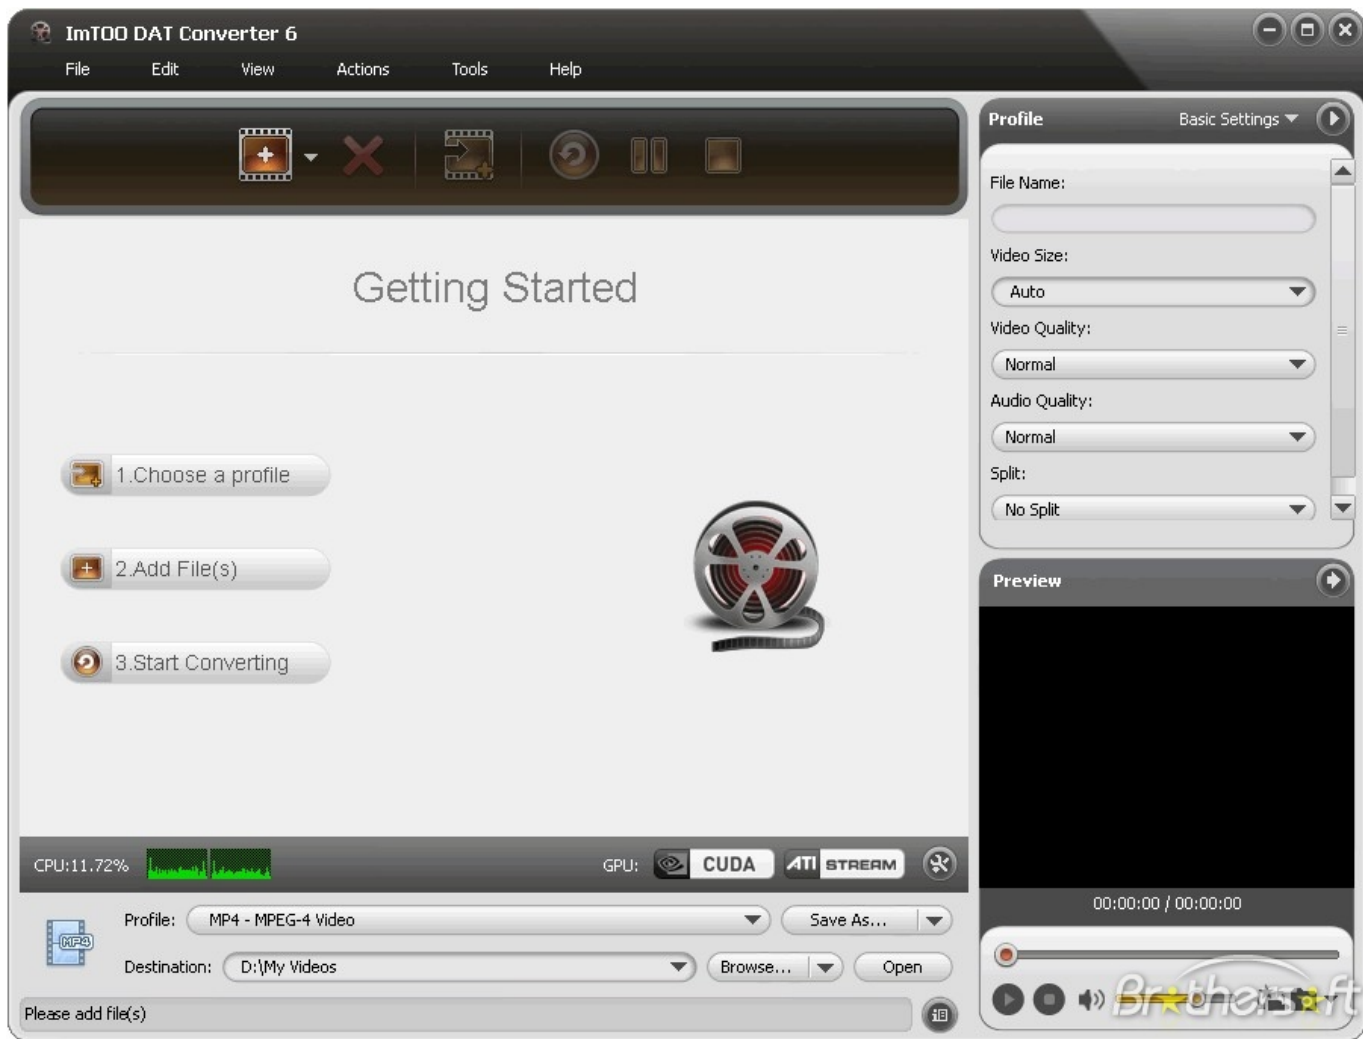 ImTOO DAT Converter 6
File Edit View Actions Tools Help
Profile Basic Settings
File Name:
Video Size:
Auto
Video Quality:
Normal
Audio Quality:
Normal
Split:
No Split
Getting Started
1.Choose a profile
2.Add File(s)
3.Start Converting
Preview
00:00:00 / 00:00:00
CPU:11.72% GPU: CUDA ATI STREAM
MP4
Profile: MP4 - MPEG-4 Video Save As...
Destination: D:\My Videos Browse... Open
Please add file(s)
Brothersoft